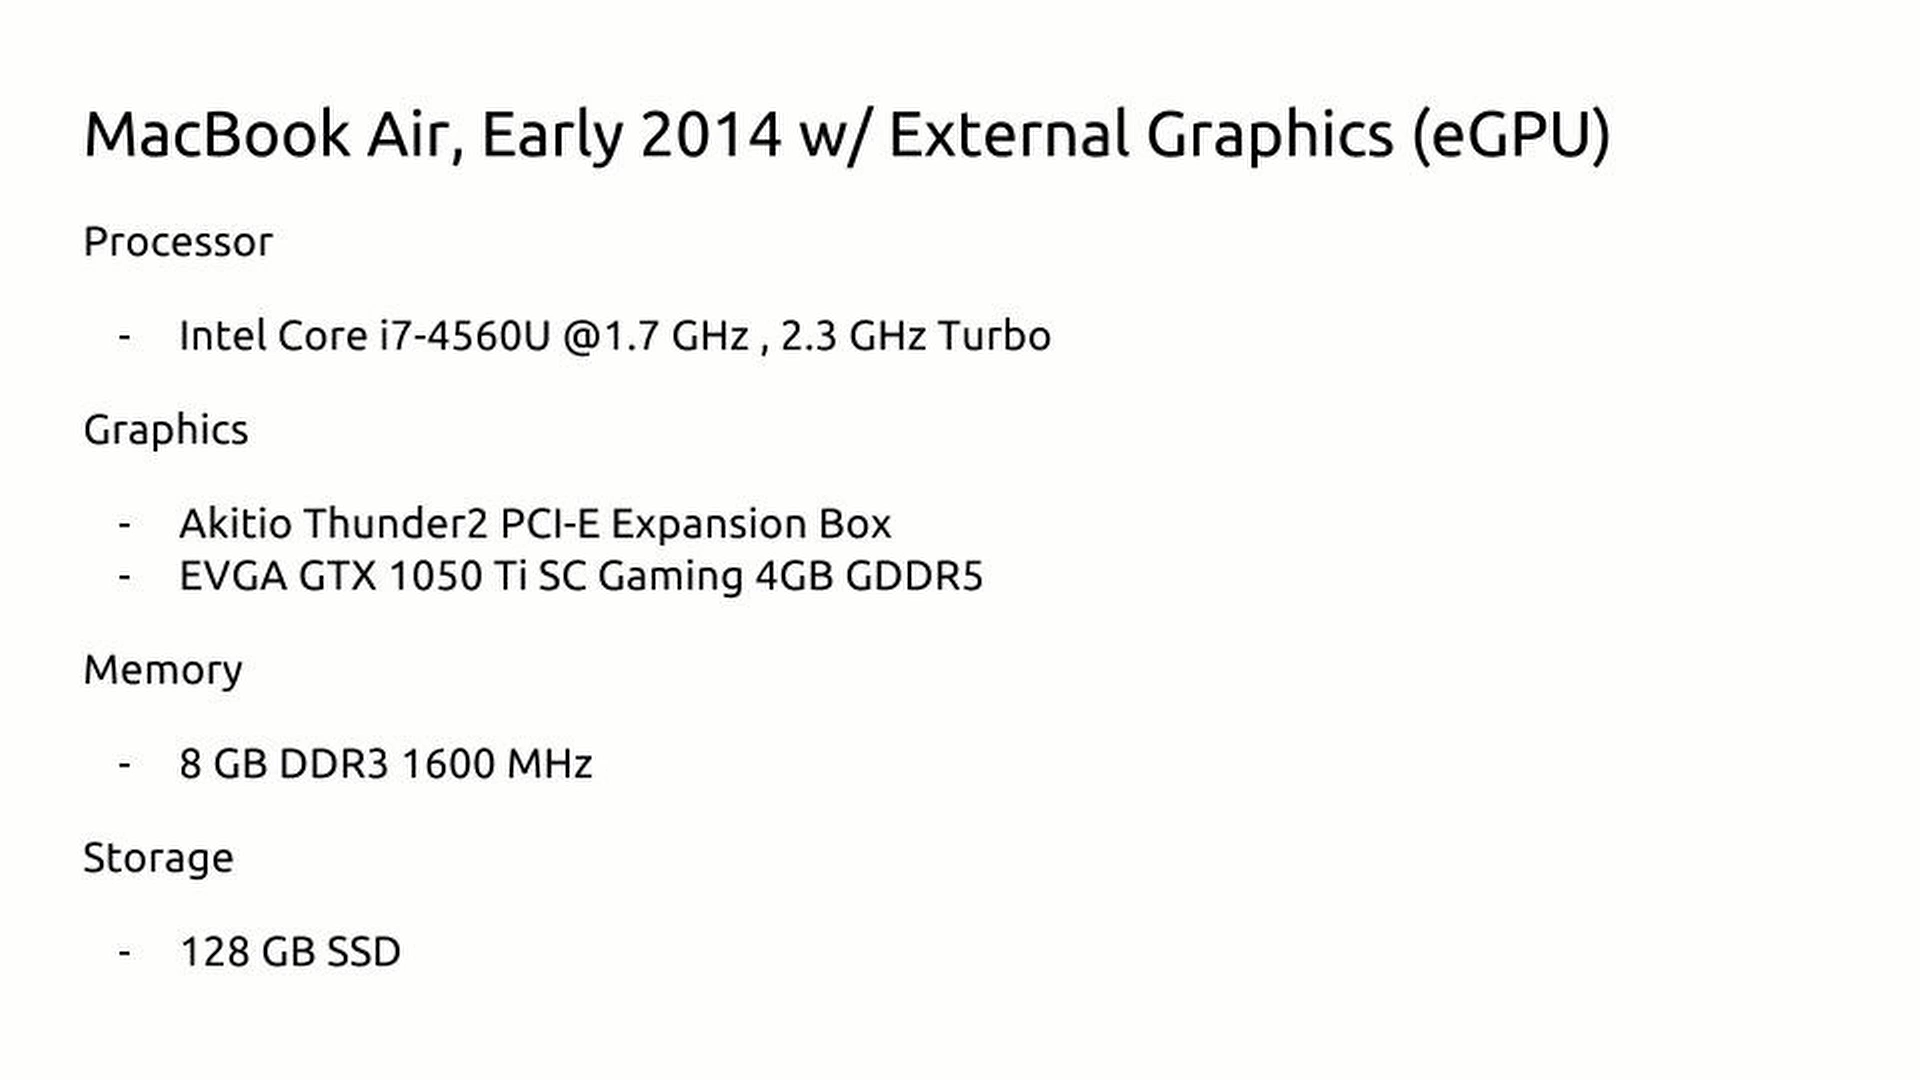 MacBook Air, Early 2014 w/ External Graphics (eGPU)
Processor
- Intel Core i7-4560U @1.7 GHz , 2.3 GHz Turbo
Graphics
- Akitio Thunder2 PCI-E Expansion Box
- EVGA GTX 1050 Ti SC Gaming 4GB GDDR5
Memory
- 8 GB DDR3 1600 MHz
Storage
- 128 GB SSD